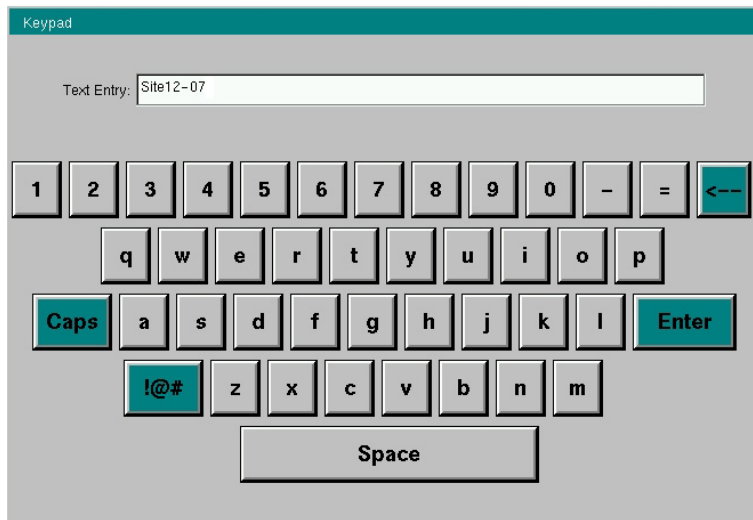 Keypad
Text Entry: Site12-07
1 2 3 4 5 6 7 8 9 0 - = <--
q w e r t y u i o p
Caps a s d f g h j k l Enter
!@# z x c v b n m
Space